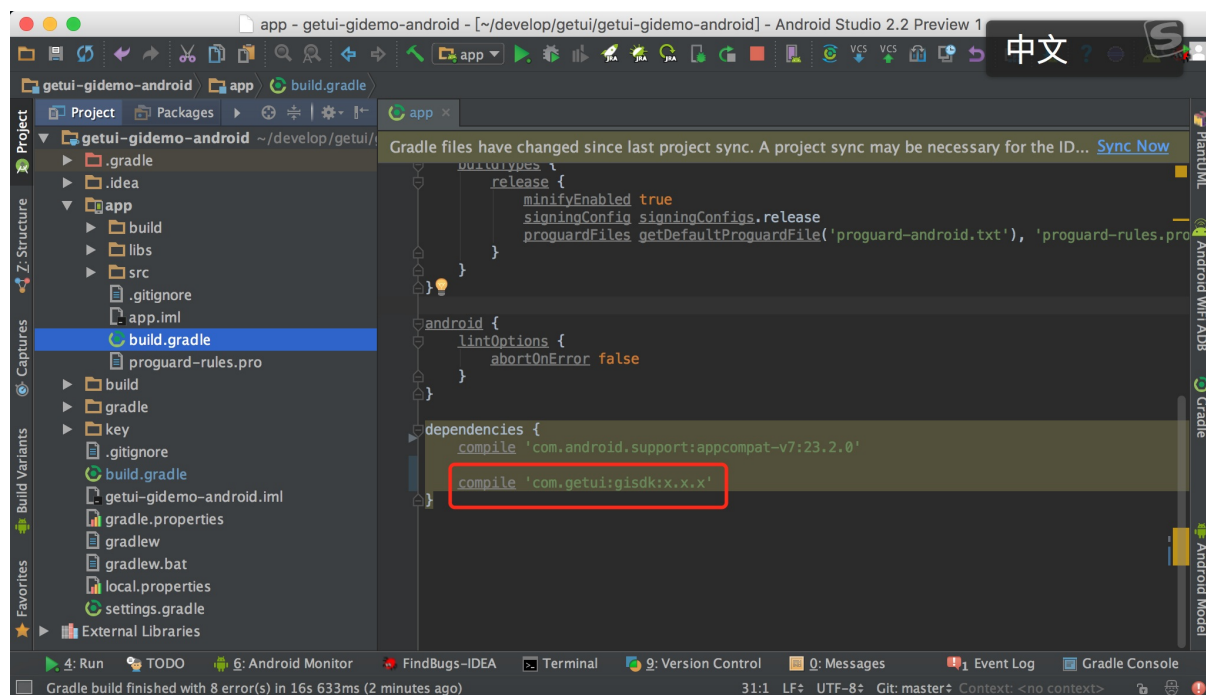 app - getui-gidemo-android - [~/develop/getui/getui-gidemo-android] - Android Studio 2.2 Preview 1
中文
S
app
JRA JRA JRA
VCS VCS
?
getui-gidemo-android app build.gradle
Project Packages
app
Gradle files have changed since last project sync. A project sync may be necessary for the ID... Sync Now
Project
Z: Structure
Captures
Build Variants
Favorites
getui-gidemo-android ~/develop/getui/
.gradle
.idea
app
build
libs
src
.gitignore
app.iml
build.gradle
proguard-rules.pro
build
gradle
key
.gitignore
build.gradle
getui-gidemo-android.iml
gradle.properties
gradlew
gradlew.bat
local.properties
settings.gradle
External Libraries
buildTypes {
release {
minifyEnabled true
signingConfig signingConfigs.release
proguardFiles getDefaultProguardFile('proguard-android.txt'), 'proguard-rules.pro
}
}
}
android {
lintOptions {
abortOnError false
}
}
dependencies {
compile 'com.android.support:appcompat-v7:23.2.0'
compile 'com.getui:gisdk:x.x.x'
}
PlantUML
Android WiFi ADB
Gradle
Android Model
4: Run TODO 6: Android Monitor FindBugs-IDEA Terminal 9: Version Control 0: Messages 1 Event Log Gradle Console
Gradle build finished with 8 error(s) in 16s 633ms (2 minutes ago) 31:1 LF UTF-8 Git: master Context: <no context>